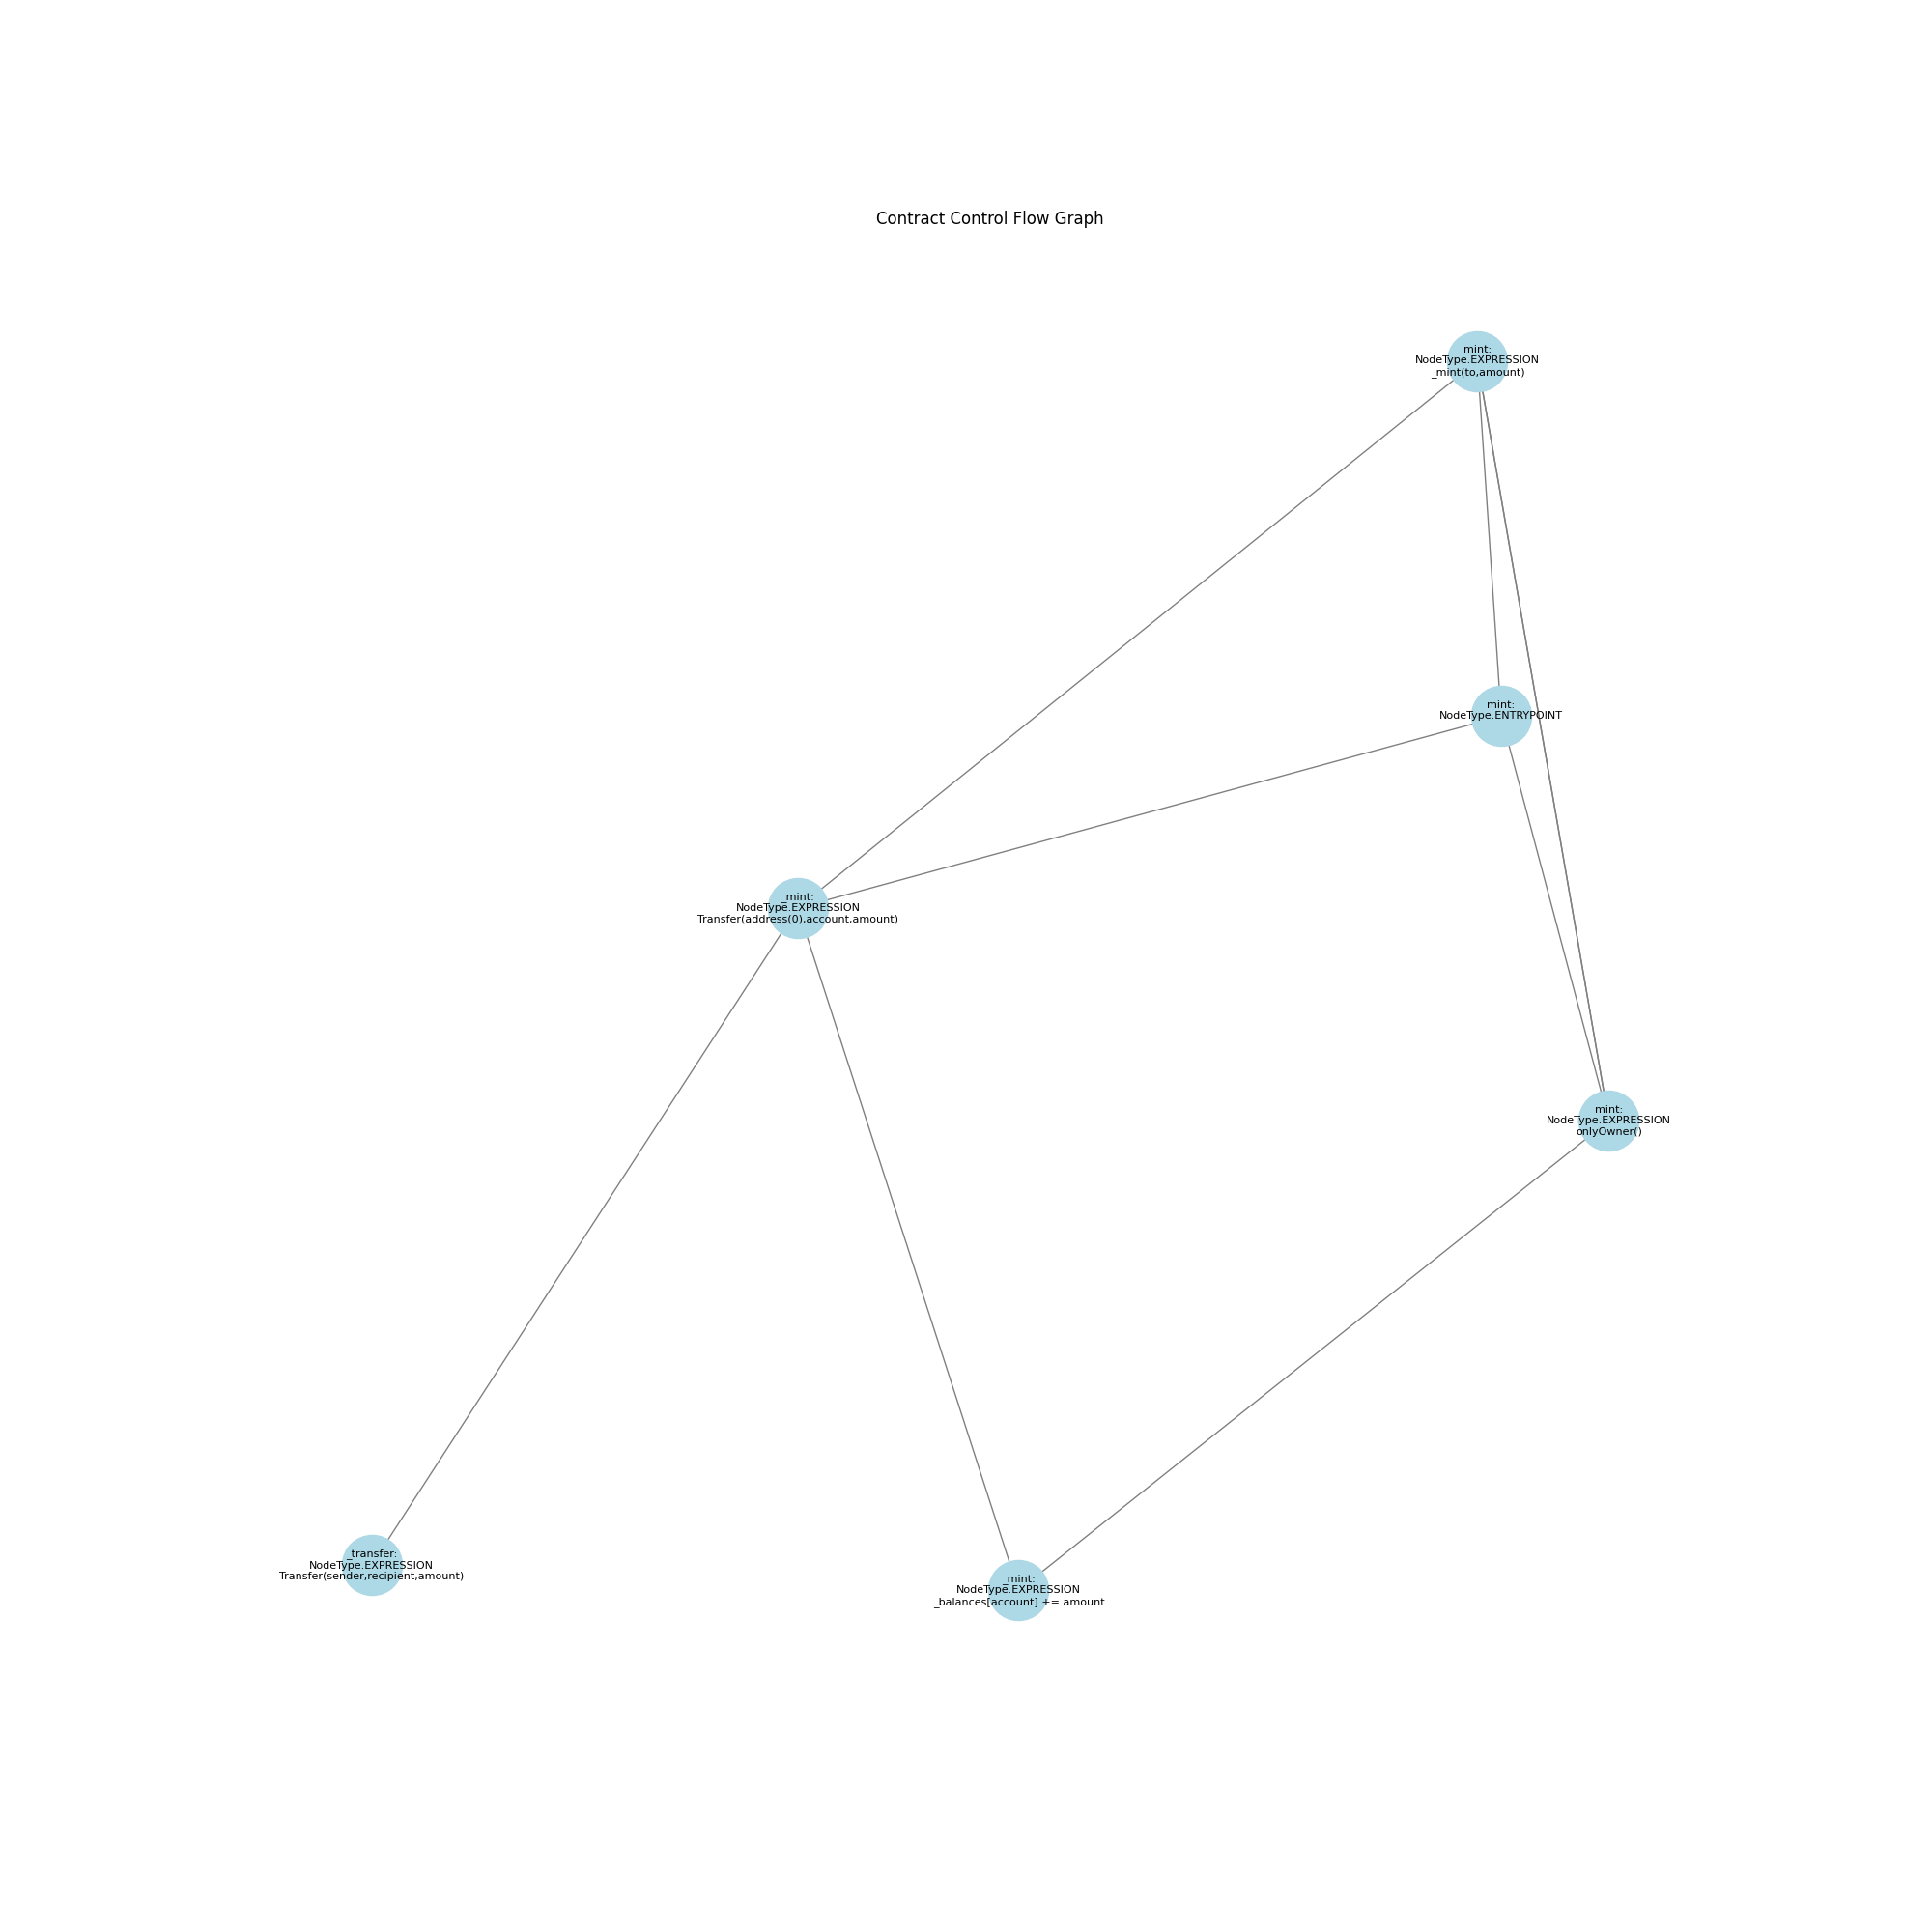 Contract Control Flow Graph
mint:
NodeType.EXPRESSION
_mint(to,amount)
mint:
NodeType.ENTRYPOINT
_mint:
NodeType.EXPRESSION
Transfer(address(0),account,amount)
mint:
NodeType.EXPRESSION
onlyOwner()
_transfer:
NodeType.EXPRESSION
Transfer(sender,recipient,amount)
_mint:
NodeType.EXPRESSION
_balances[account] += amount